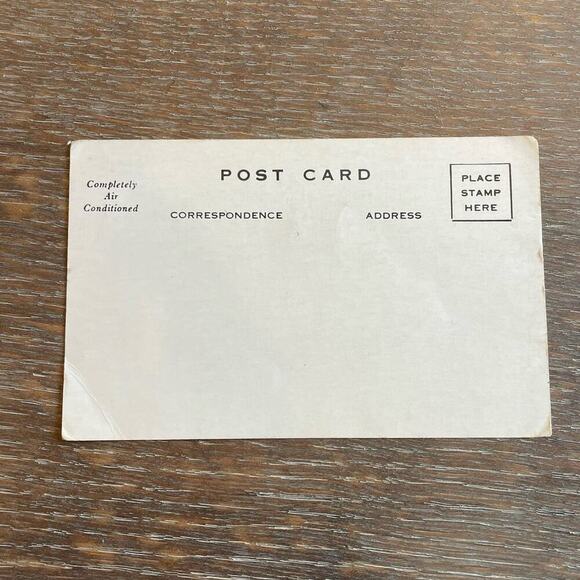 POST CARD
Completely
Air
Conditioned
CORRESPONDENCE
ADDRESS
PLACE
STAMP
HERE